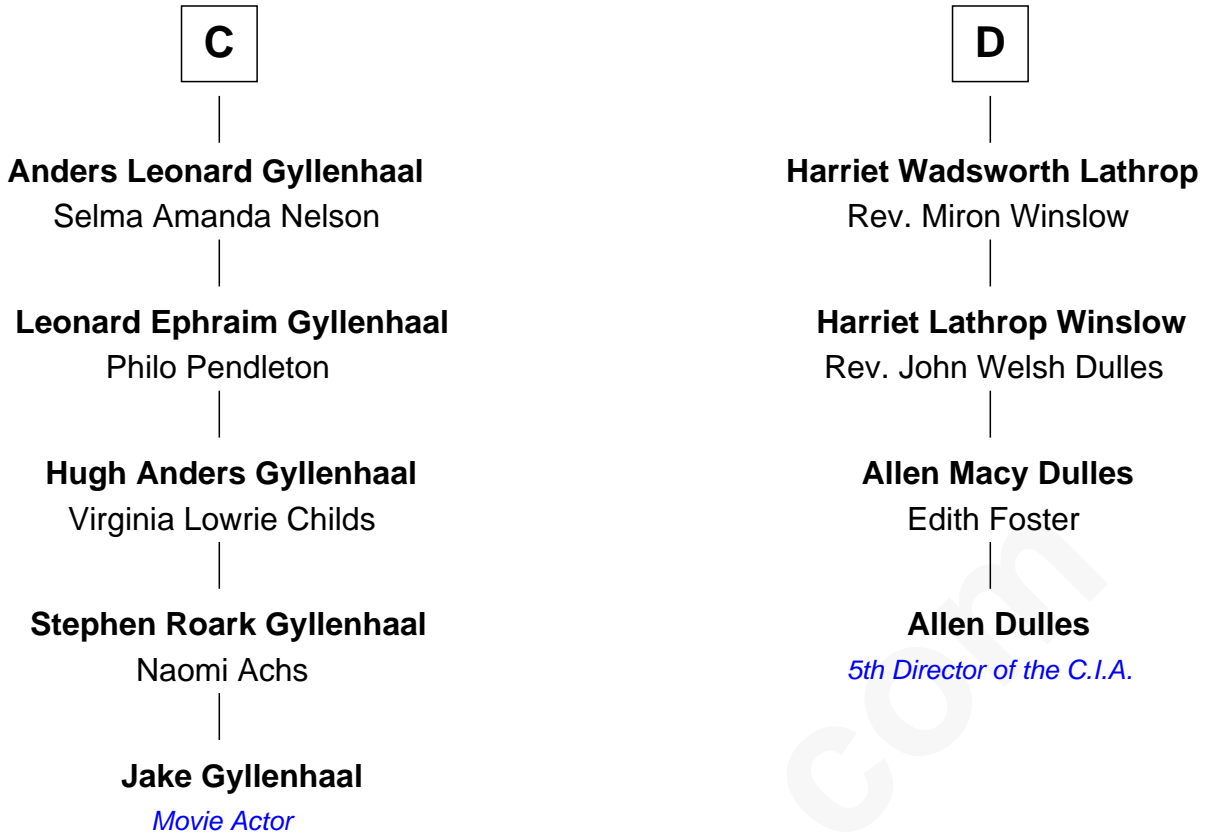 C
Anders Leonard Gyllenhaal
Selma Amanda Nelson
Leonard Ephraim Gyllenhaal
Philo Pendleton
Hugh Anders Gyllenhaal
Virginia Lowrie Childs
Stephen Roark Gyllenhaal
Naomi Achs
Jake Gyllenhaal
Movie Actor
D
Harriet Wadsworth Lathrop
Rev. Miron Winslow
Harriet Lathrop Winslow
Rev. John Welsh Dulles
Allen Macy Dulles
Edith Foster
Allen Dulles
5th Director of the C.I.A.
com